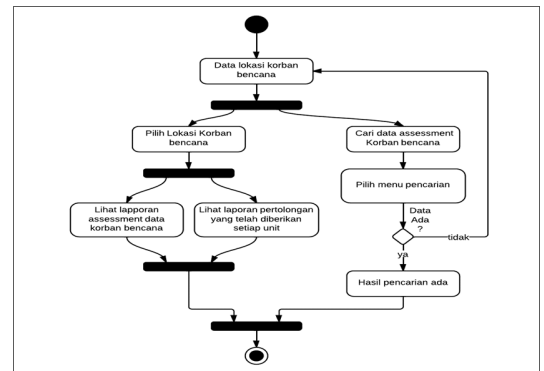 Data lokasi korban
bencana
Pilih Lokasi Korban
bencana
Cari data assessment
Korban bencana
Pilih menu pencarian
Lihat lapporan
assessment data
korban bencana
Lihat laporan pertolongan
yang telah diberikan
setiap unit
Data
Ada
?
tidak
ya
Hasil pencarian ada